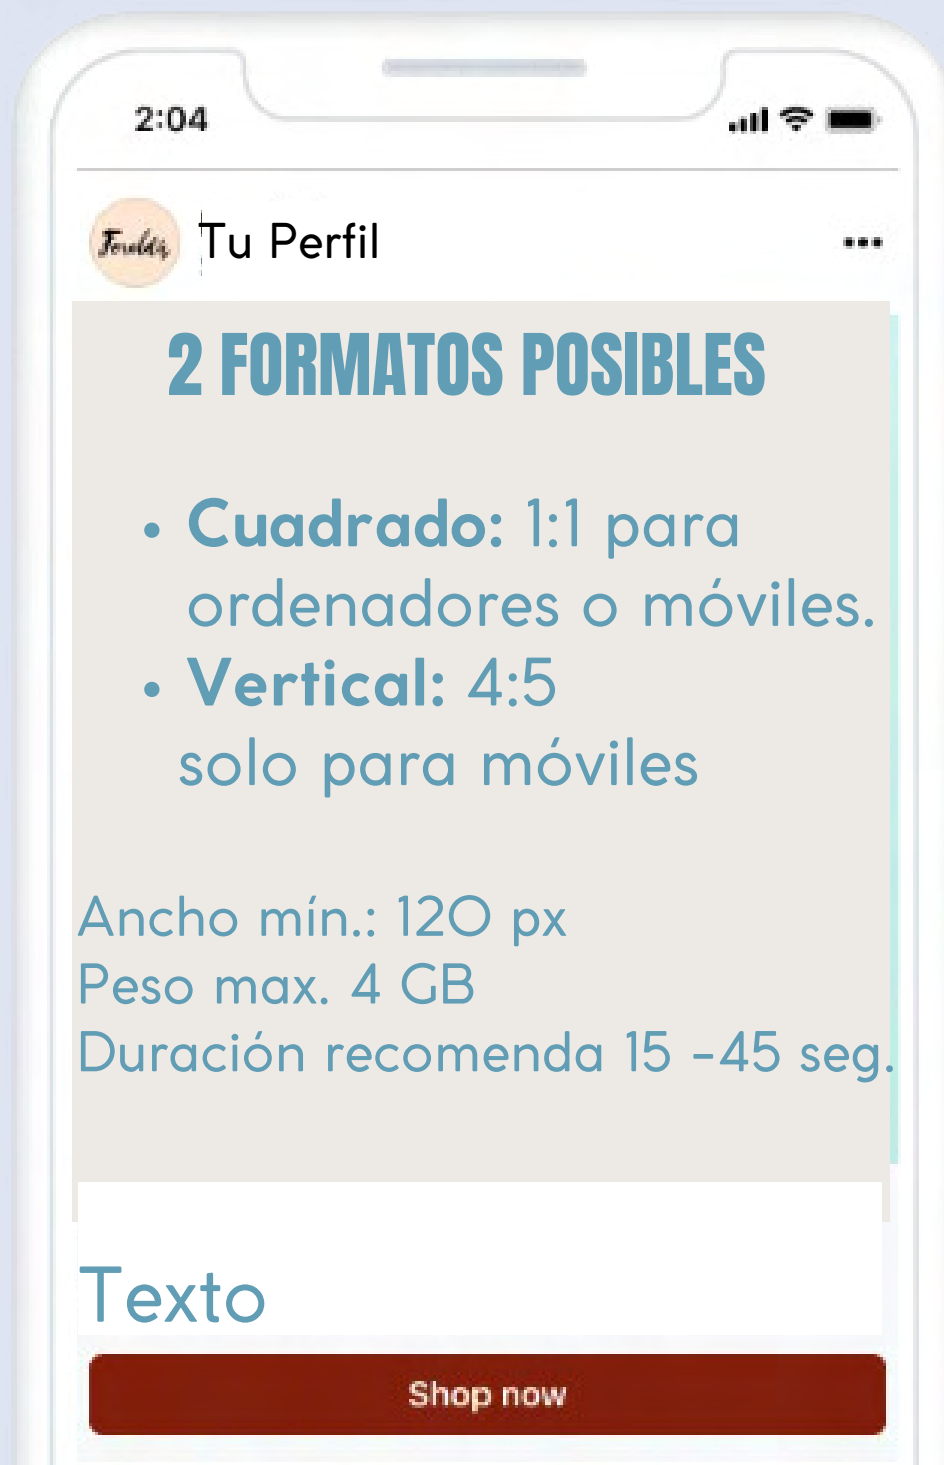 2:04
Tu Perfil
2 FORMATOS POSIBLES
• Cuadrado: 1:1 para
ordenadores o móviles.
• Vertical: 4:5
solo para móviles
Ancho mín.: 120 px
Peso max. 4 GB
Duración recomenda 15 -45 seg.
Texto
Shop now